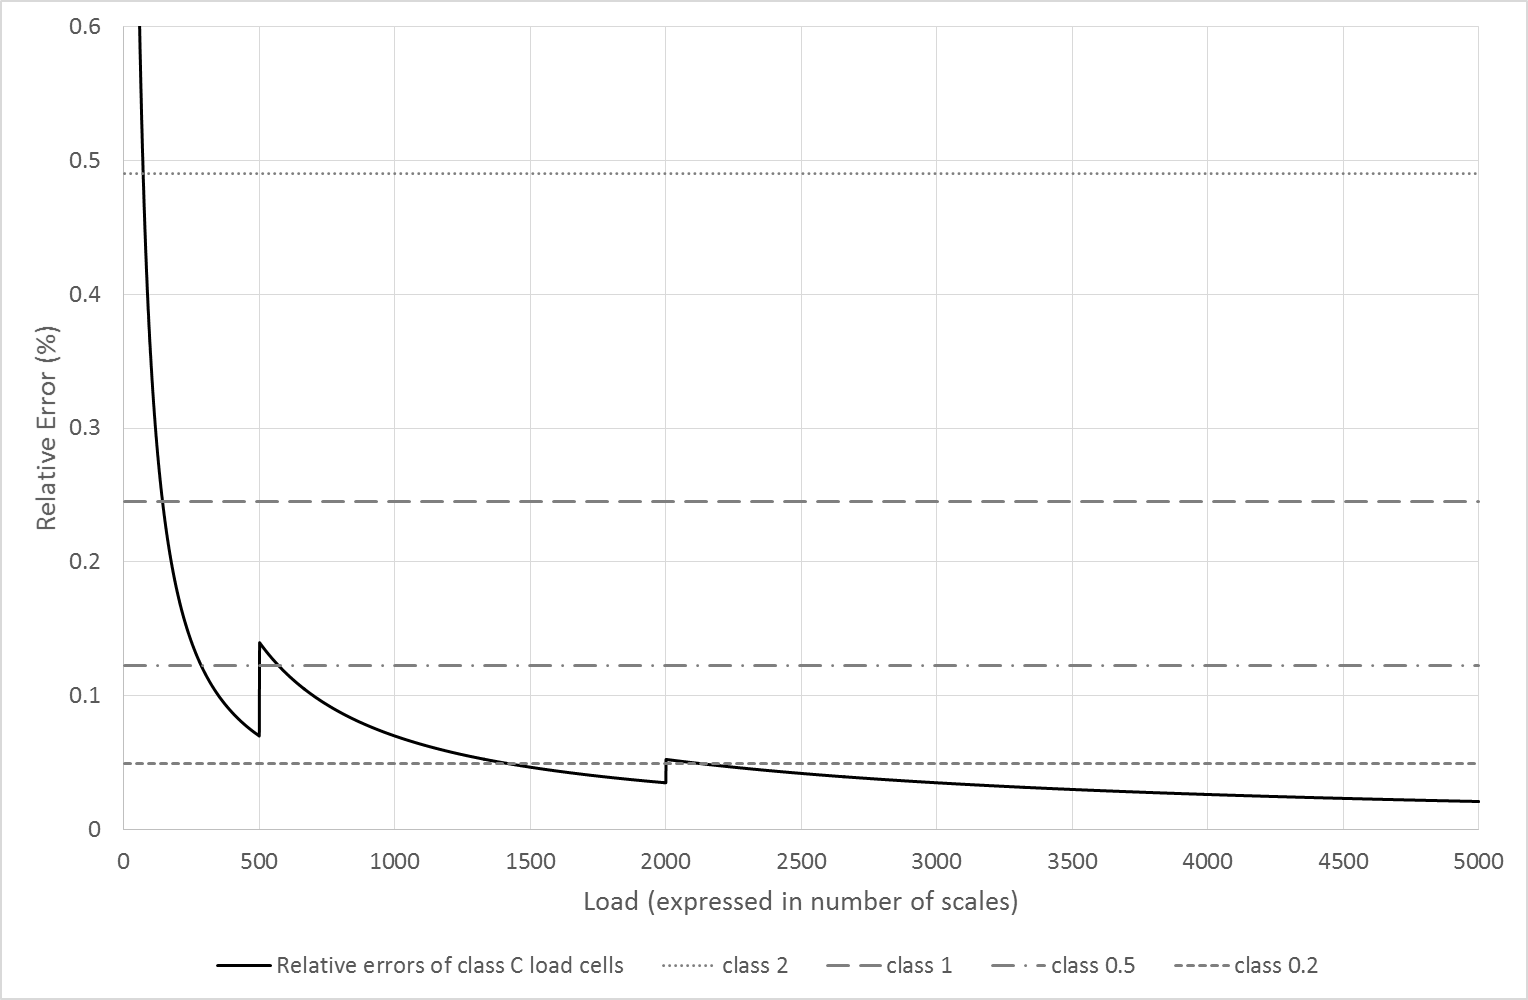 0.6
0.5
0.4
0.3
0.2
0.1
0
Relative Error (%)
0 500 1000 1500 2000 2500 3000 3500 4000 4500 5000
Load (expressed in number of scales)
Relative errors of class C load cells class 2 class 1 class 0.5 class 0.2